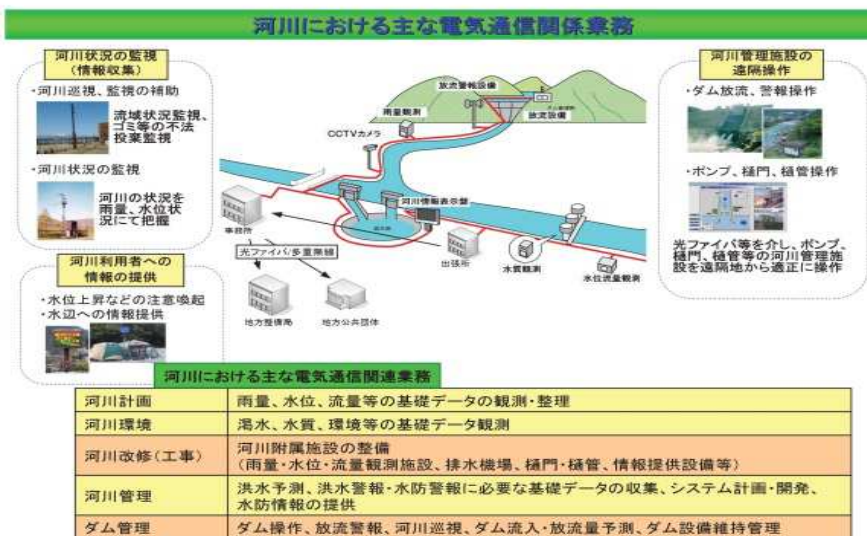 河川における主な電気通信関係業務
河川状況の監視
(情報収集)
・河川巡視、監視の補助
流域状況監視、
ゴミ等の不法
投棄監視
・河川状況の監視
河川の状況を
雨量、水位状
況にて把握
河川利用者への
情報の提供
・水位上昇などの注意喚起
・水辺への情報提供
放流警報設備
雨量観測
放流設備
CCTVカメラ
河川情報表示盤
事務所
光ファイバ/多重無線
出張所
水質観測
水位流量観測
地方整備局
地方公共団体
河川管理施設の
遠隔操作
・ダム放流、警報操作
・ポンプ、樋門、樋管操作
光ファイバ等を介し、ポンプ、
樋門、樋管等の河川管理施
設を遠隔地から適正に操作
河川における主な電気通信関連業務
河川計画 雨量、水位、流量等の基礎データの観測・整理
河川環境 渇水、水質、環境等の基礎データ観測
河川改修(工事) 河川附属施設の整備
(雨量・水位・流量観測施設、排水機場、樋門・樋管、情報提供設備等)
河川管理 洪水予測、洪水警報・水防警報に必要な基礎データの収集、システム計画・開発、
水防情報の提供
ダム管理 ダム操作、放流警報、河川巡視、ダム流入・放流量予測、ダム設備維持管理